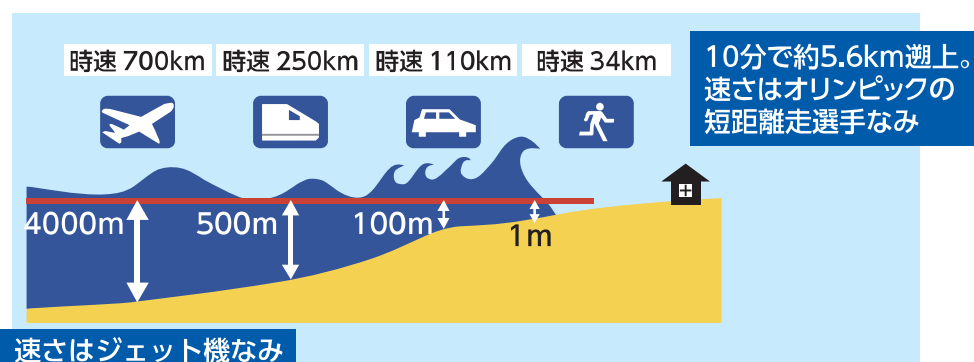 時速 700km
時速 250km
時速 110km
時速 34km
10分で約5.6km遡上。
速さはオリンピックの
短距離走選手なみ
4000m
500m
100m
1m
速さはジェット機なみ